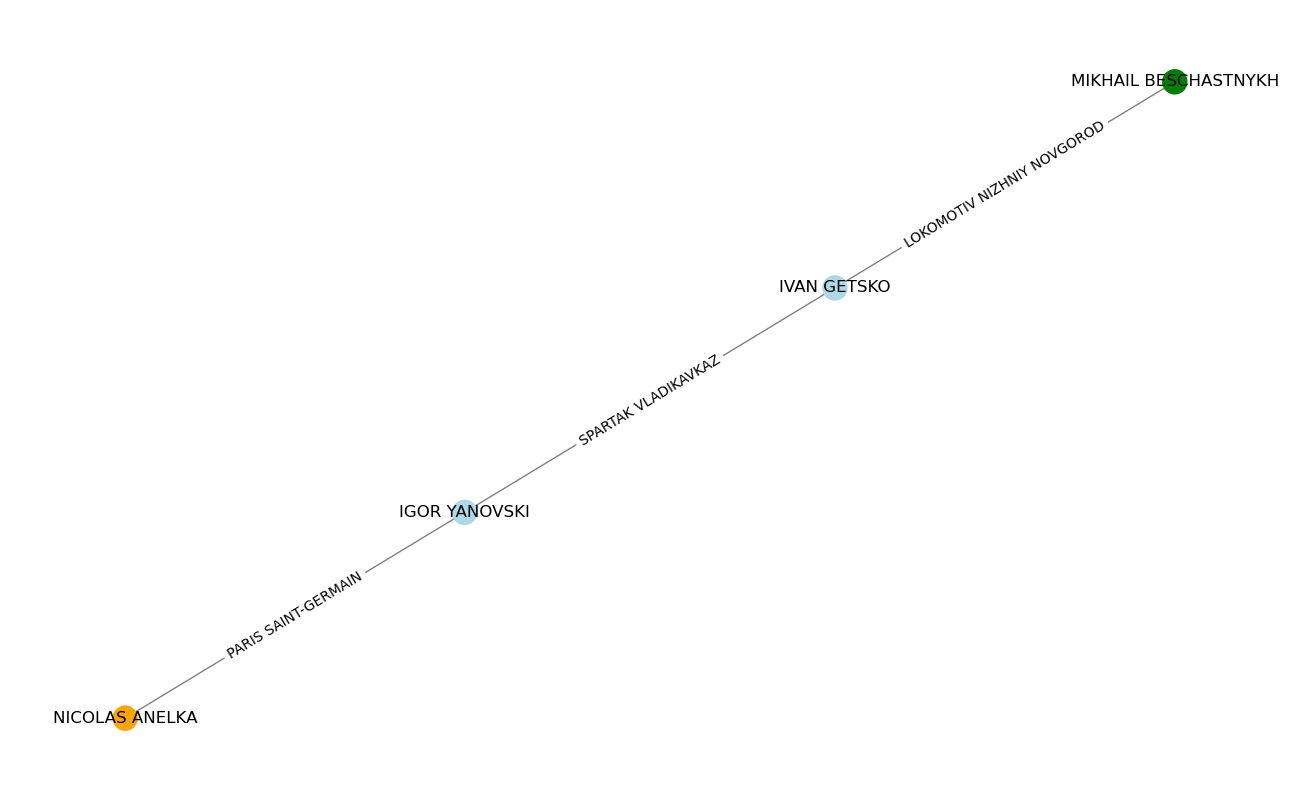 MIKHAIL BESCHASTNYKH
LOKOMOTIV NIZHNIY NOVGOROD
IVAN GETSKO
SPARTAK VLADIKAVKAZ
IGOR YANOVSKI
PARIS SAINT-GERMAIN
NICOLAS ANELKA